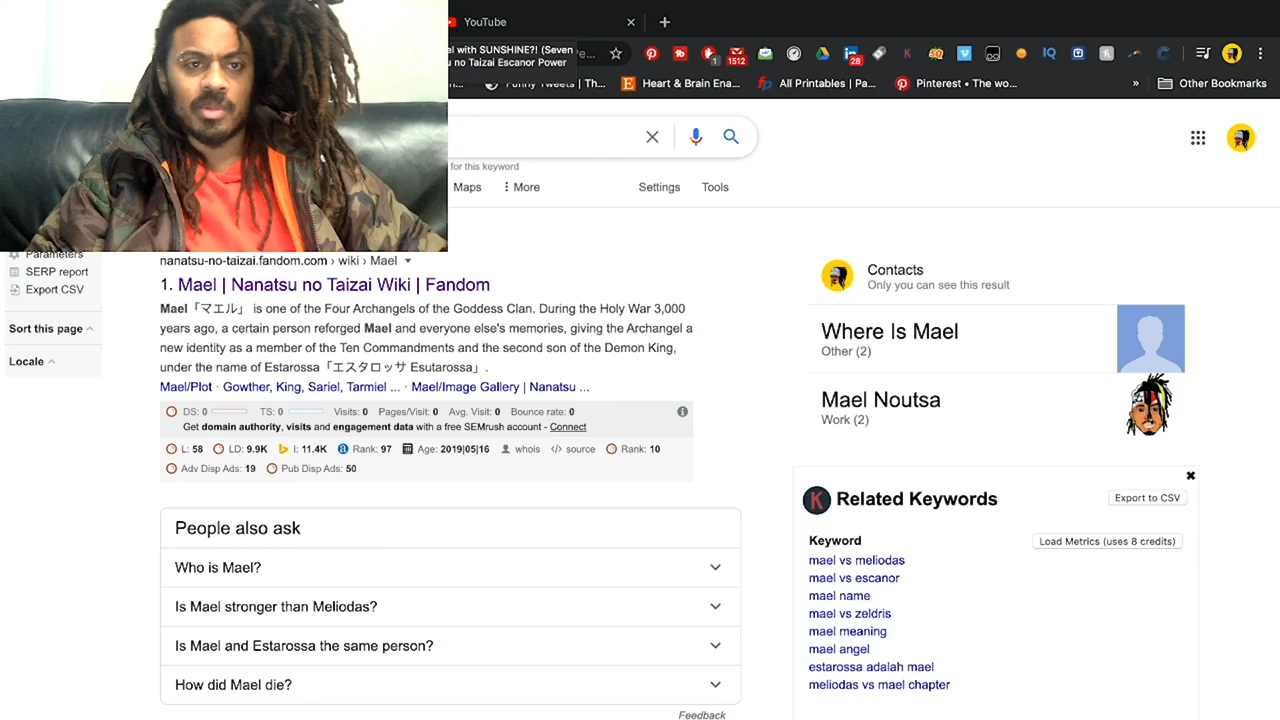 YouTube
el with SUNSHINE?! (Seven
u no Taizai Escanor Power
e...
1
1512
28
Funny Tweets | Th...
Heart & Brain Ena...
All Printables | Pa...
Pinterest • The wo...
»
Other Bookmarks
for this keyword
Maps
More
Settings
Tools
Parameters
SERP report
Export CSV
Sort this page
Locale
nanatsu-no-taizai.fandom.com › wiki › Mael
1. Mael | Nanatsu no Taizai Wiki | Fandom
Mael「マエル」 is one of the Four Archangels of the Goddess Clan. During the Holy War 3,000
years ago, a certain person reforged Mael and everyone else's memories, giving the Archangel a
new identity as a member of the Ten Commandments and the second son of the Demon King,
under the name of Estarossa「エスタロッサ Esutarossa」.
Mael/Plot · Gowther, King, Sariel, Tarmiel ... · Mael/Image Gallery | Nanatsu ...
DS: 0 TS: 0 Visits: 0 Pages/Visit: 0 Avg. Visit: 0 Bounce rate: 0
Get domain authority, visits and engagement data with a free SEMrush account - Connect
L: 58 LD: 9.9K I: 11.4K Rank: 97 Age: 2019|05|16 whois source Rank: 10
Adv Disp Ads: 19 Pub Disp Ads: 50
People also ask
Who is Mael?
Is Mael stronger than Meliodas?
Is Mael and Estarossa the same person?
How did Mael die?
Feedback
Contacts
Only you can see this result
Where Is Mael
Other (2)
Mael Noutsa
Work (2)
K Related Keywords
Export to CSV
Keyword
Load Metrics (uses 8 credits)
mael vs meliodas
mael vs escanor
mael name
mael vs zeldris
mael meaning
mael angel
estarossa adalah mael
meliodas vs mael chapter